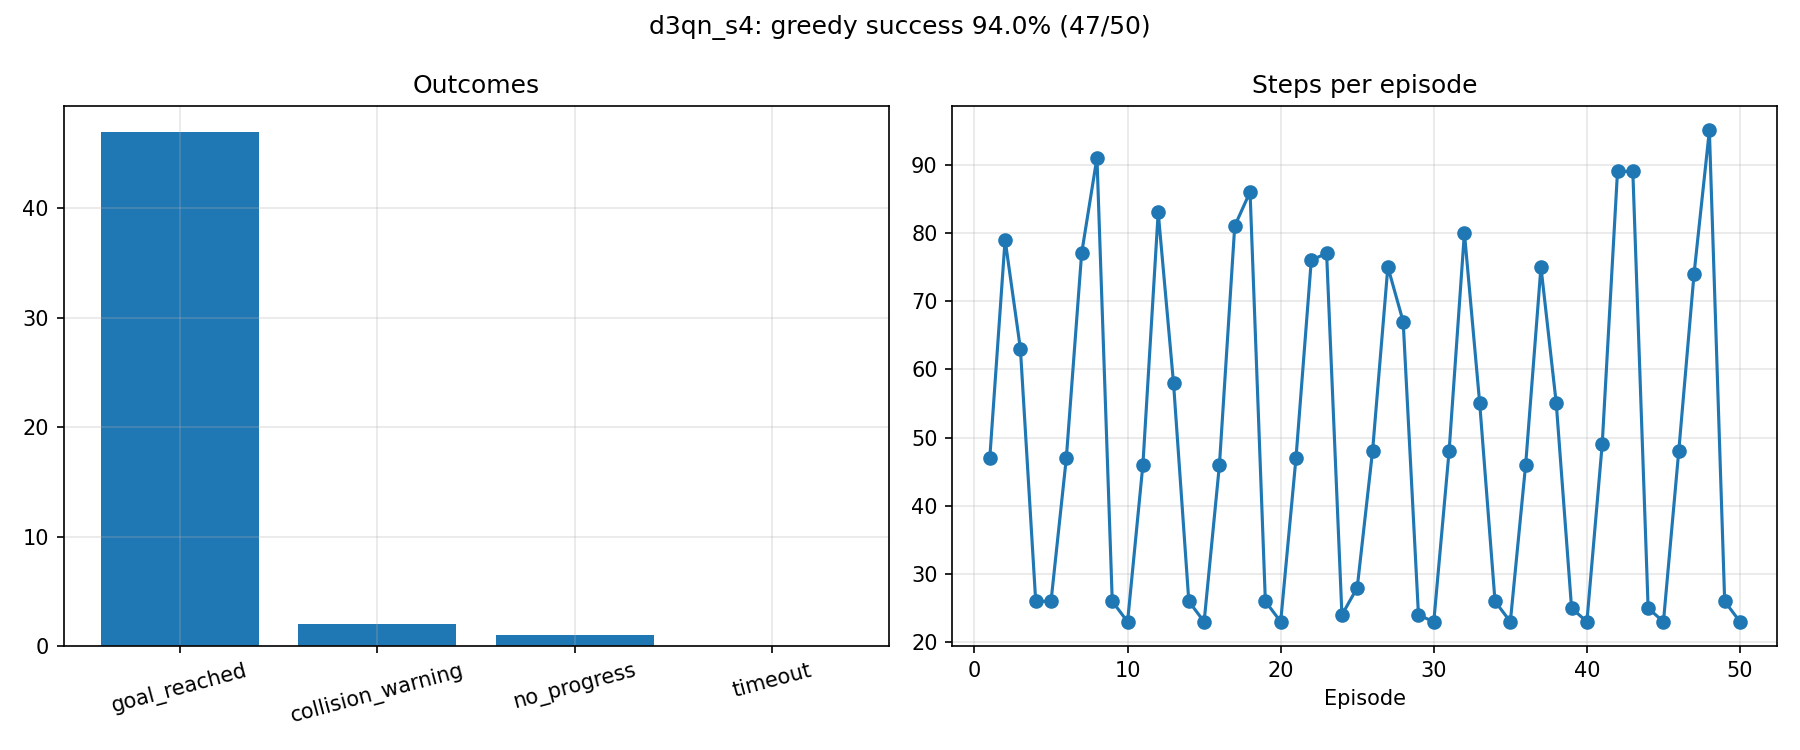 d3qn_s4: greedy success 94.0% (47/50)
Outcomes
40
30
20
10
0
goal_reached
collision_warning
no_progress
timeout
Steps per episode
90
80
70
60
50
40
30
20
0
10
20
30
40
50
Episode